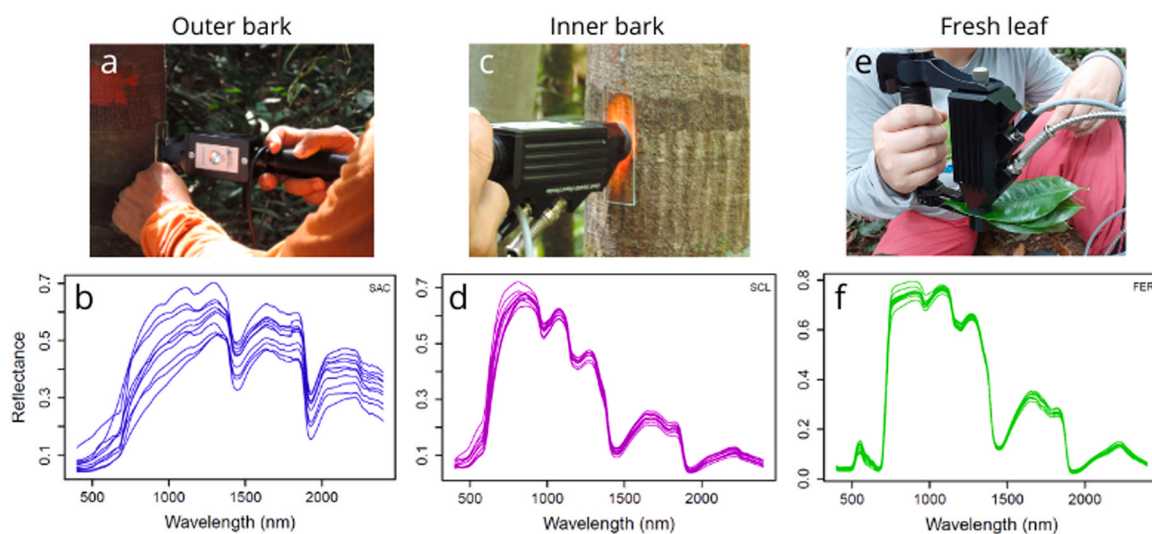 Outer bark
Inner bark
Fresh leaf
a
c
e
b
SAC
d
SCL
f
FER
Reflectance
0.7
0.5
0.3
0.1
0.7
0.5
0.3
0.1
0.8
0.6
0.4
0.2
0.0
500 1000 1500 2000
500 1000 1500 2000
500 1000 1500 2000
Wavelength (nm)
Wavelength (nm)
Wavelength (nm)